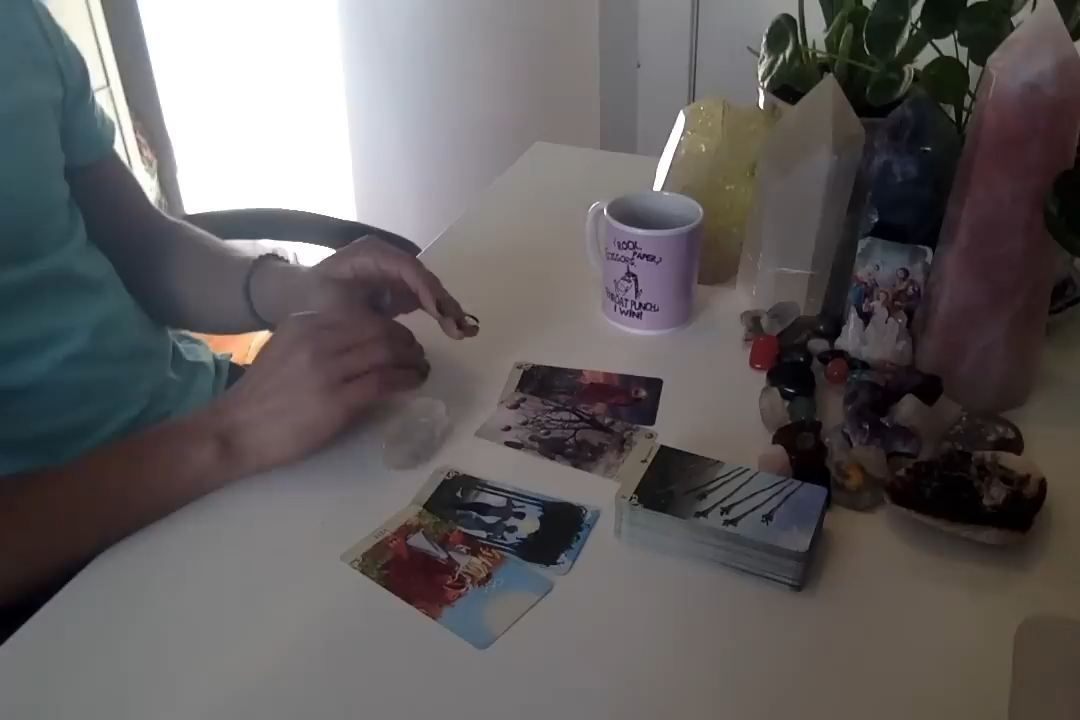 ROCK,
PAPER,
SCISSORS,
THROAT PUNCH,
I WIN!